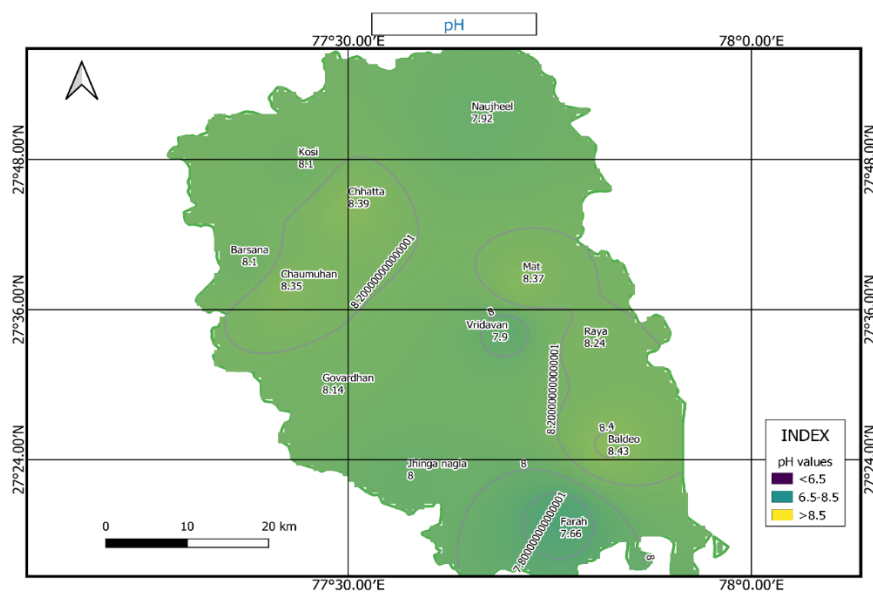 pH
77°30.00′E
78°0.00′E
27°48.00′N
27°48.00′N
Naujheel
7.92
Kosi
8.1
Chhatta
8.39
Barsana
8.1
Chaumuhan
8.35
8.200000000000001
Mat
8.37
27°36.00′N
27°36.00′N
8
Vridavan
7.9
Raya
8.24
8.200000000000001
Govardhan
8.14
8.4
Baldeo
8.43
27°24.00′N
27°24.00′N
Jhinga nagla
8
8
7.800000000000001
Farah
7.66
8
INDEX
pH values
<6.5
6.5-8.5
>8.5
0 10 20 km
77°30.00′E
78°0.00′E